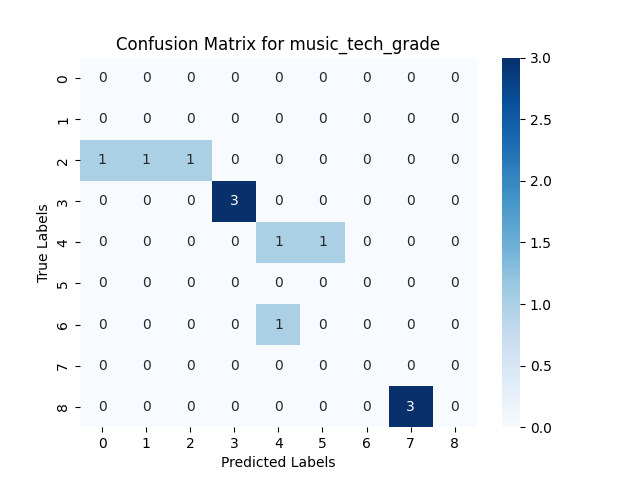 Confusion Matrix for music_tech_grade
0 0 0 0 0 0 0 0 0 0
1 0 0 0 0 0 0 0 0 0
2 1 1 1 0 0 0 0 0 0
3 0 0 0 3 0 0 0 0 0
4 0 0 0 0 1 1 0 0 0
5 0 0 0 0 0 0 0 0 0
6 0 0 0 0 1 0 0 0 0
7 0 0 0 0 0 0 0 0 0
8 0 0 0 0 0 0 0 3 0
0 1 2 3 4 5 6 7 8
True Labels
Predicted Labels
3.0
2.5
2.0
1.5
1.0
0.5
0.0